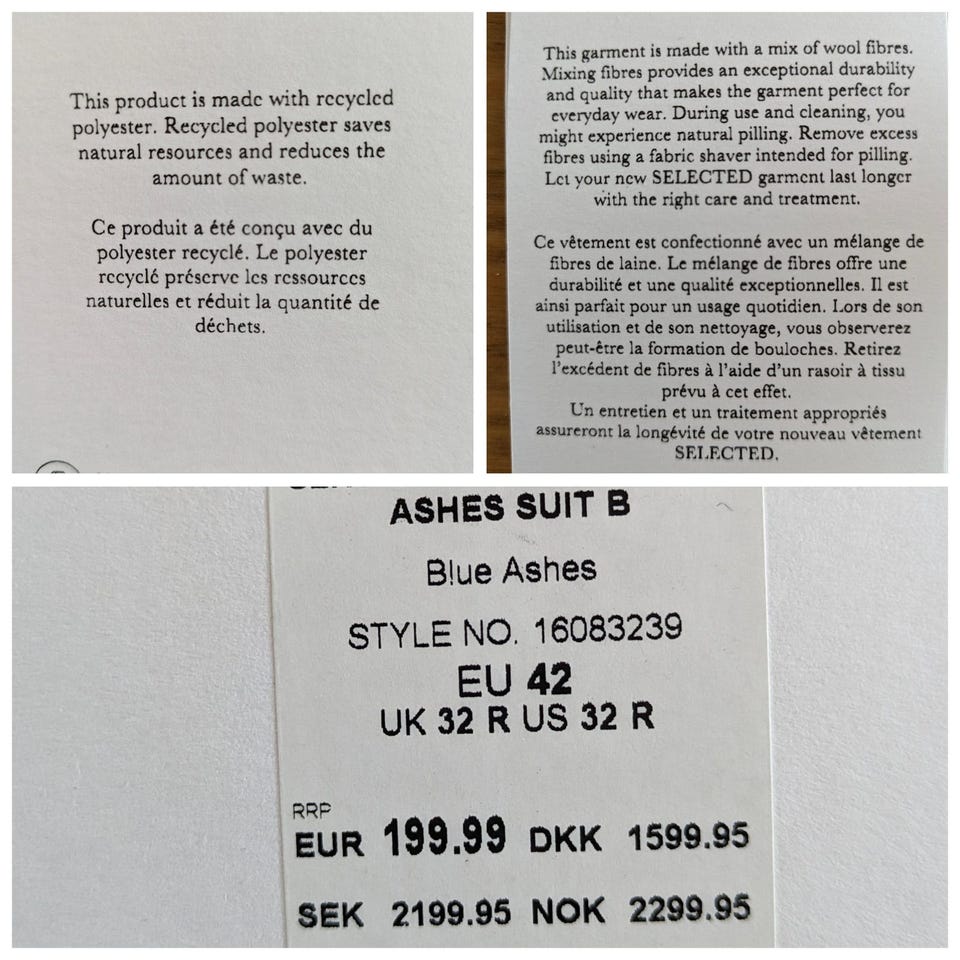 This product is made with recycled
polyester. Recycled polyester saves
natural resources and reduces the
amount of waste.
Ce produit a été conçu avec du
polyester recyclé. Le polyester
recyclé préserve les ressources
naturelles et réduit la quantité de
déchets.
This garment is made with a mix of wool fibres.
Mixing fibres provides an exceptional durability
and quality that makes the garment perfect for
everyday wear. During use and cleaning, you
might experience natural pilling. Remove excess
fibres using a fabric shaver intended for pilling.
Let your new SELECTED garment last longer
with the right care and treatment.
Ce vêtement est confectionné avec un mélange de
fibres de laine. Le mélange de fibres offre une
durabilité et une qualité exceptionnelles. Il est
ainsi parfait pour un usage quotidien. Lors de son
utilisation et de son nettoyage, vous observerez
peut-être la formation de bouloches. Retirez
l'excédent de fibres à l'aide d'un rasoir à tissu
prévu à cet effet.
Un entretien et un traitement appropriés
assureront la longévité de votre nouveau vêtement
SELECTED.
ASHES SUIT B
Blue Ashes
STYLE NO. 16083239
EU 42
UK 32 R US 32 R
RRP
EUR 199.99 DKK 1599.95
SEK 2199.95 NOK 2299.95